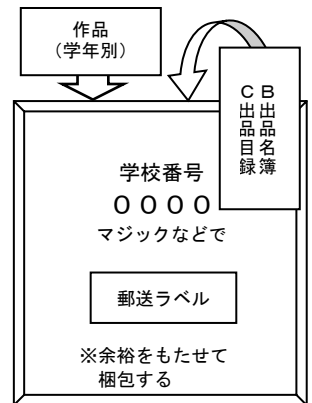 作品
（学年別）
Ｂ出品名簿
Ｃ出品目録
学校番号
００００
マジックなどで
郵送ラベル
※余裕をもたせて
梱包する